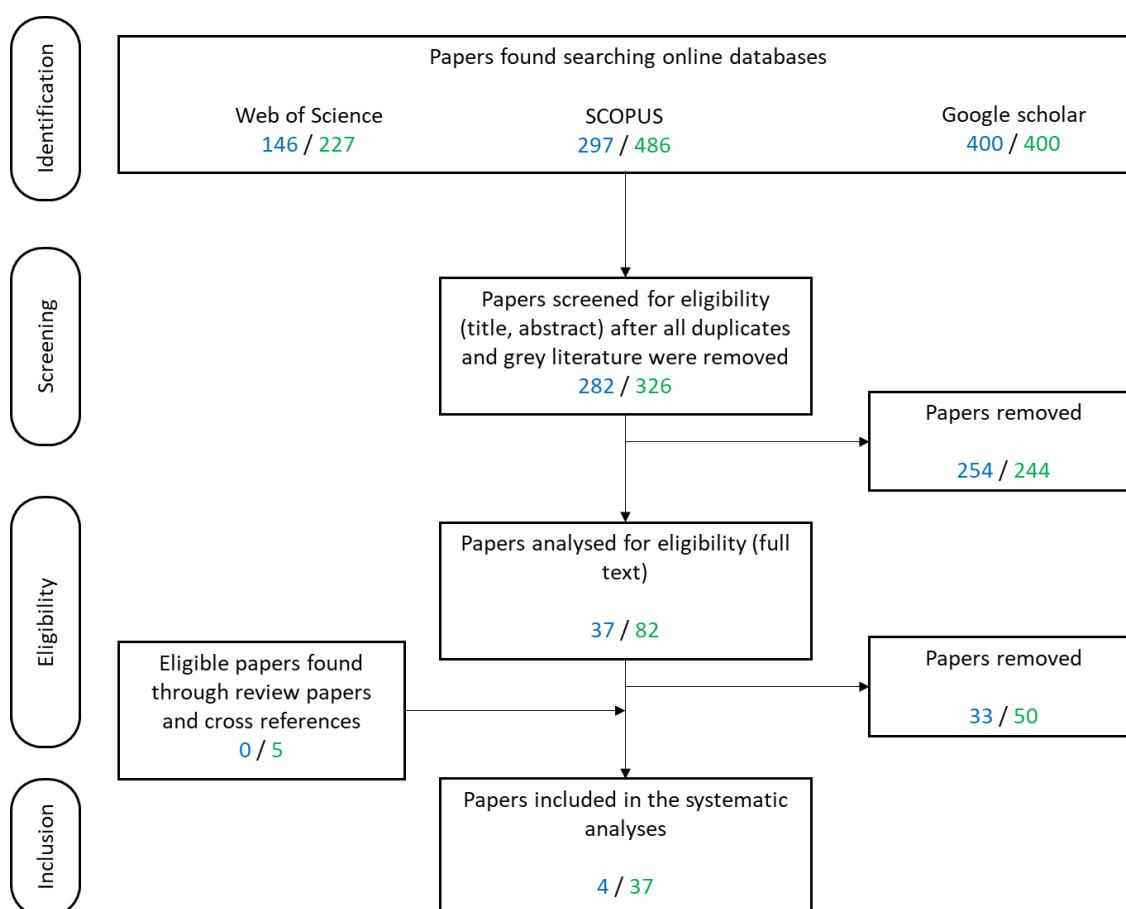 Identification
Papers found searching online databases
Web of Science
146 / 227
SCOPUS
297 / 486
Google scholar
400 / 400
Screening
Papers screened for eligibility
(title, abstract) after all duplicates
and grey literature were removed
282 / 326
Papers removed
254 / 244
Eligibility
Papers analysed for eligibility (full
text)
37 / 82
Eligible papers found
through review papers
and cross references
0 / 5
Papers removed
33 / 50
Inclusion
Papers included in the systematic
analyses
4 / 37